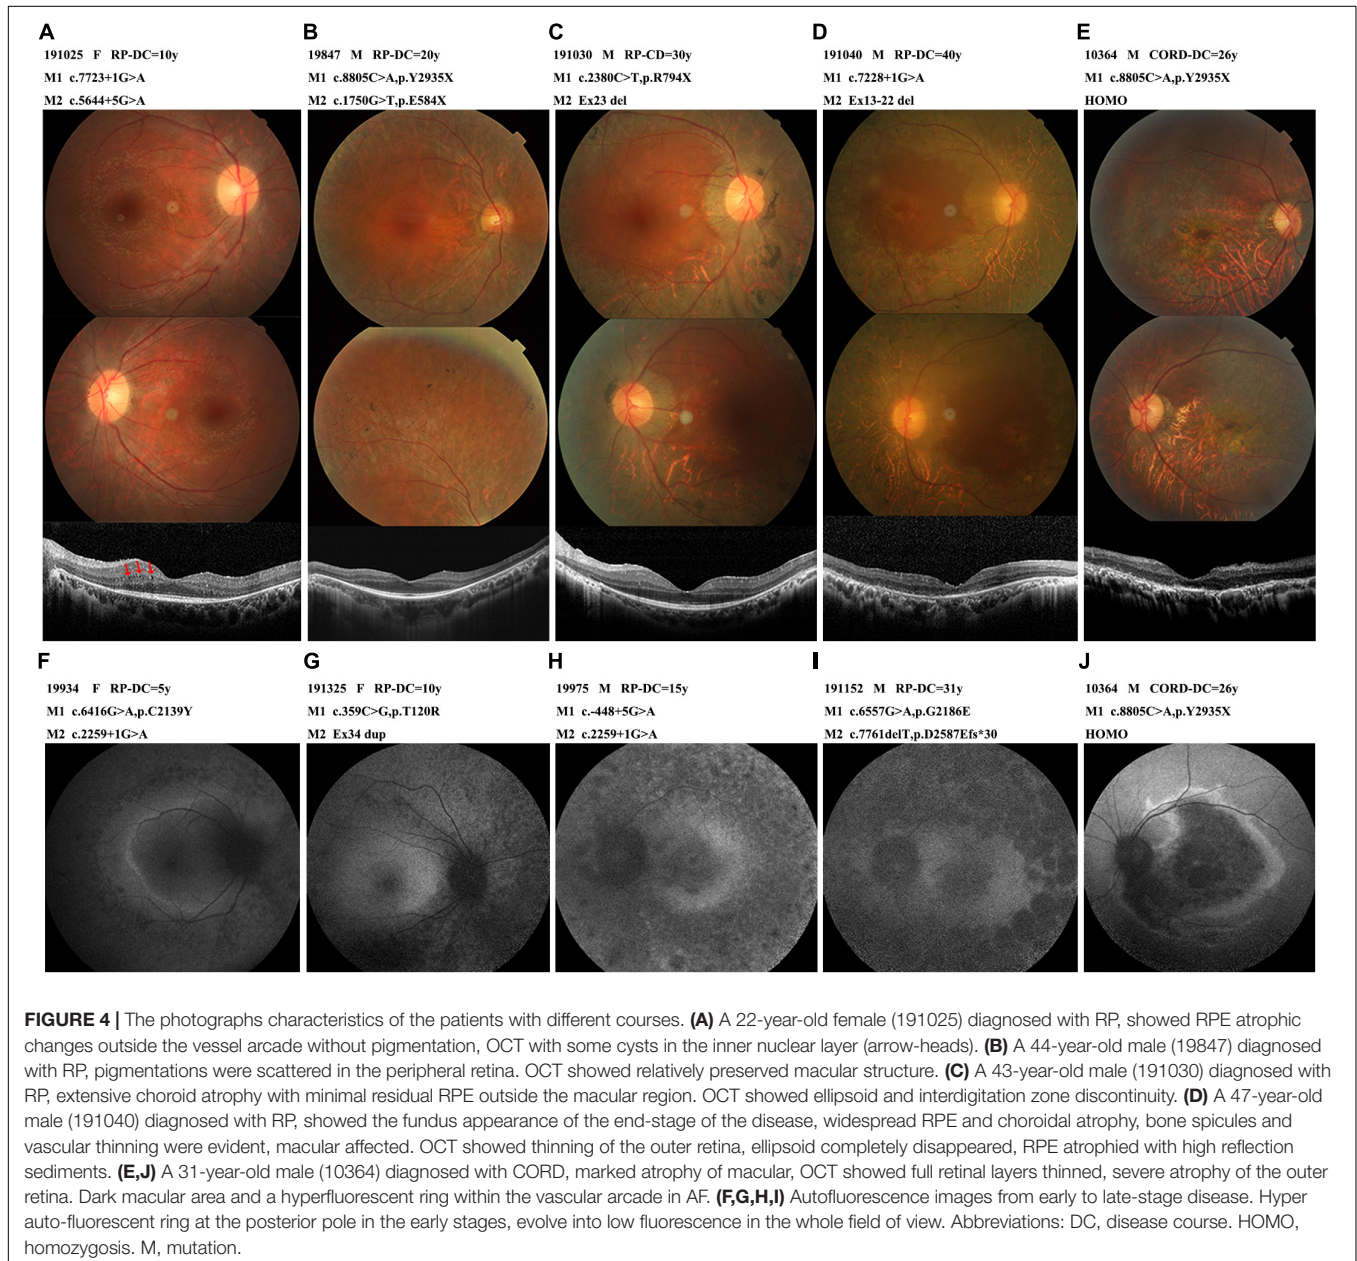 A
191025 F RP-DC=10y
M1 c.7723+1G>A
M2 c.5644+5G>A
B
19847 M RP-DC=20y
M1 c.8805C>A,p.Y2935X
M2 c.1750G>T,p.E584X
C
191030 M RP-CD=30y
M1 c.2380C>T,p.R794X
M2 Ex23 del
D
191040 M RP-DC=40y
M1 c.7228+1G>A
M2 Ex13-22 del
E
10364 M CORD-DC=26y
M1 c.8805C>A,p.Y2935X
HOMO
F
19934 F RP-DC=5y
M1 c.6416G>A,p.C2139Y
M2 c.2259+1G>A
G
191325 F RP-DC=10y
M1 c.359C>G,p.T120R
M2 Ex34 dup
H
19975 M RP-DC=15y
M1 c.-448+5G>A
M2 c.2259+1G>A
I
191152 M RP-DC=31y
M1 c.6557G>A,p.G2186E
M2 c.7761delT,p.D2587Efs*30
J
10364 M CORD-DC=26y
M1 c.8805C>A,p.Y2935X
HOMO
FIGURE 4 | The photographs characteristics of the patients with different courses. (A) A 22-year-old female (191025) diagnosed with RP, showed RPE atrophic
changes outside the vessel arcade without pigmentation, OCT with some cysts in the inner nuclear layer (arrow-heads). (B) A 44-year-old male (19847) diagnosed
with RP, pigmentations were scattered in the peripheral retina. OCT showed relatively preserved macular structure. (C) A 43-year-old male (191030) diagnosed with
RP, extensive choroid atrophy with minimal residual RPE outside the macular region. OCT showed ellipsoid and interdigitation zone discontinuity. (D) A 47-year-old
male (191040) diagnosed with RP, showed the fundus appearance of the end-stage of the disease, widespread RPE and choroidal atrophy, bone spicules and
vascular thinning were evident, macular affected. OCT showed thinning of the outer retina, ellipsoid completely disappeared, RPE atrophied with high reflection
sediments. (E,J) A 31-year-old male (10364) diagnosed with CORD, marked atrophy of macular, OCT showed full retinal layers thinned, severe atrophy of the outer
retina. Dark macular area and a hyperfluorescent ring within the vascular arcade in AF. (F,G,H,I) Autofluorescence images from early to late-stage disease. Hyper
auto-fluorescent ring at the posterior pole in the early stages, evolve into low fluorescence in the whole field of view. Abbreviations: DC, disease course. HOMO,
homozygosis. M, mutation.